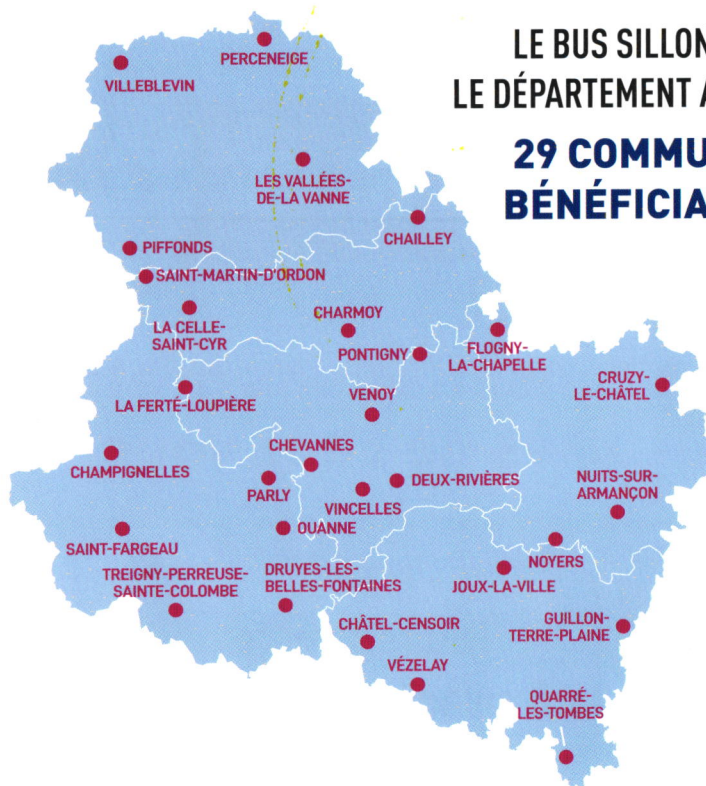 LE BUS SILLON
LE DÉPARTEMENT A
29 COMMU
BÉNÉFICIA
PERCENEIGE
VILLEBLEVIN
LES VALLÉES-
DE-LA VANNE
CHAILLEY
PIFFONDS
SAINT-MARTIN-D'ORDON
LA CELLE-
SAINT-CYR
CHARMOY
PONTIGNY
FLOGNY-
LA-CHAPELLE
CRUZY-
LE-CHÂTEL
LA FERTÉ-LOUPIÈRE
VENOY
CHEVANNES
CHAMPIGNELLES
PARLY
DEUX-RIVIÈRES
VINCELLES
NUITS-SUR-
ARMANÇON
SAINT-FARGEAU
OUANNE
NOYERS
TREIGNY-PERREUSE-
SAINTE-COLOMBE
DRUYES-LES-
BELLES-FONTAINES
JOUX-LA-VILLE
CHÂTEL-CENSOIR
GUILLON-
TERRE-PLAINE
VÉZELAY
QUARRÉ-
LES-TOMBES